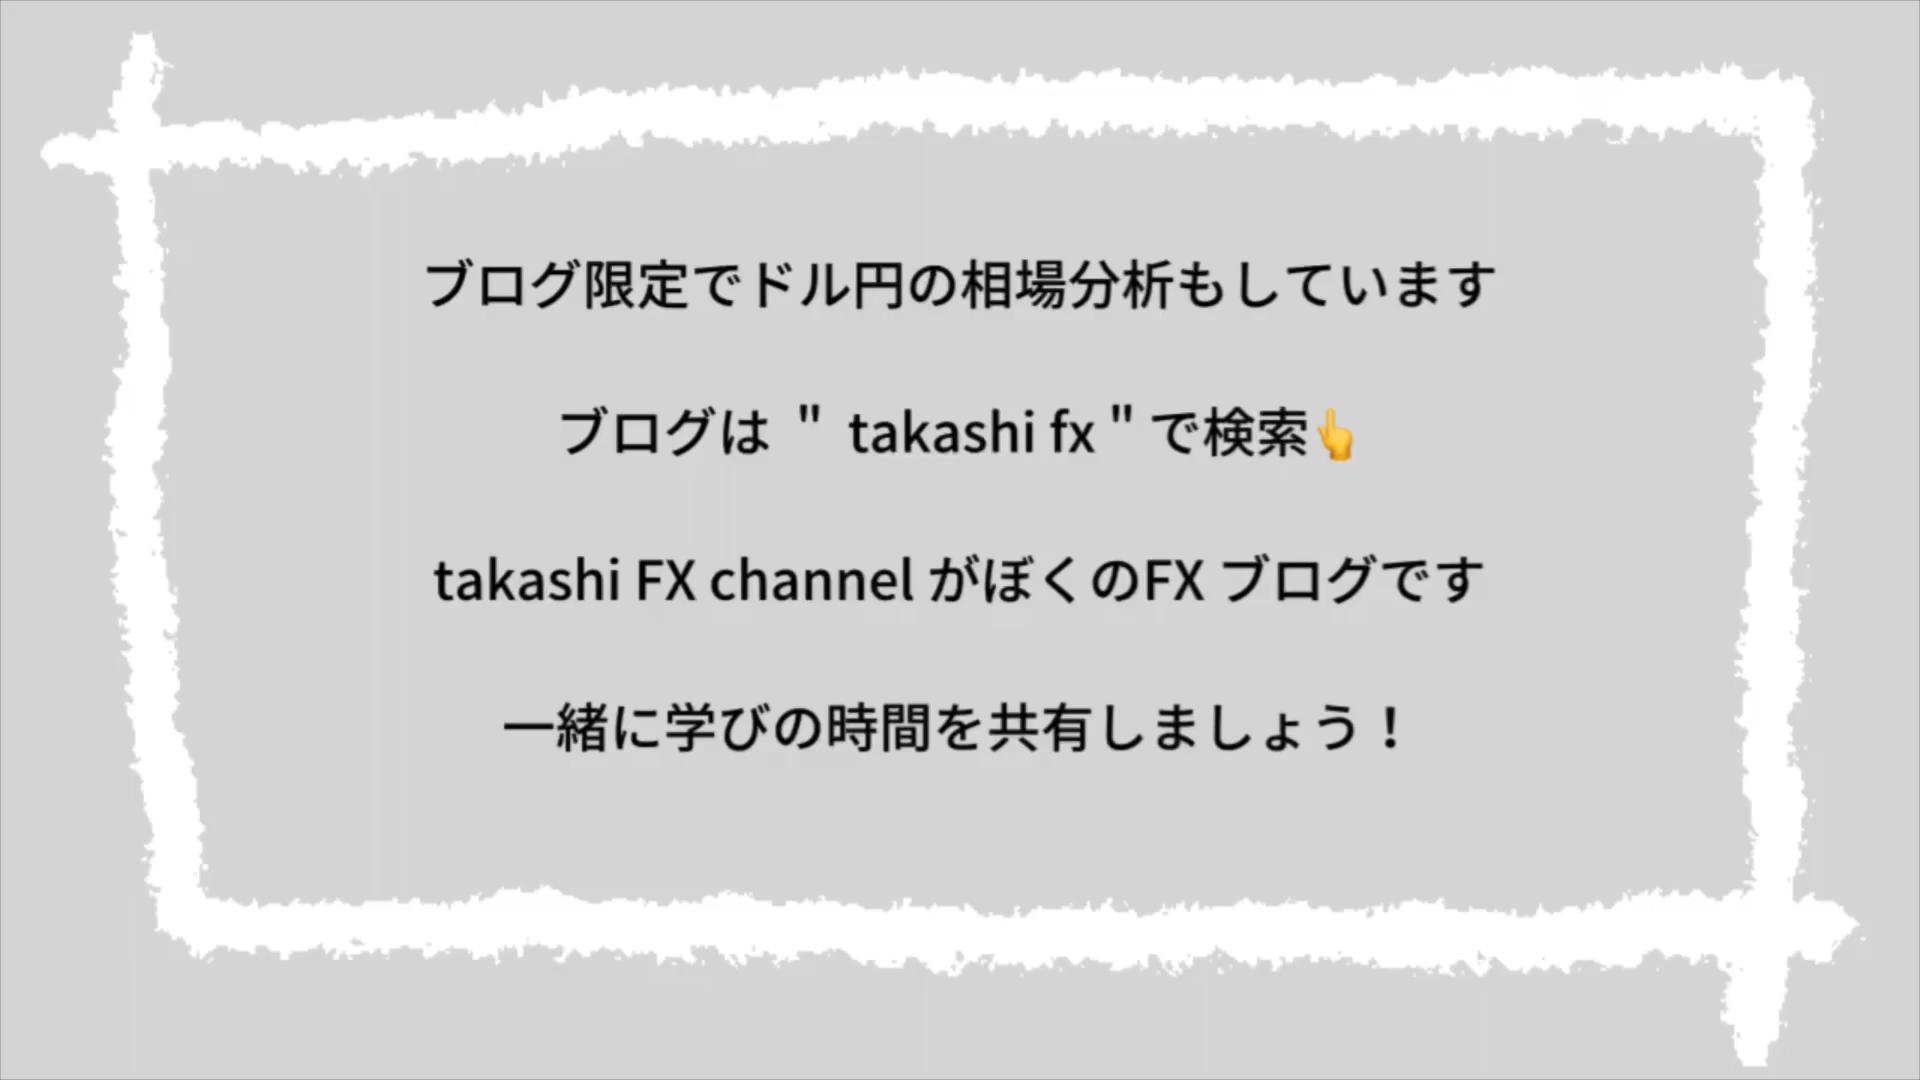 ブログ限定でドル円の相場分析もしています
ブログは " takashi fx " で検索👆
takashi FX channel がぼくのFX ブログです
一緒に学びの時間を共有しましょう！